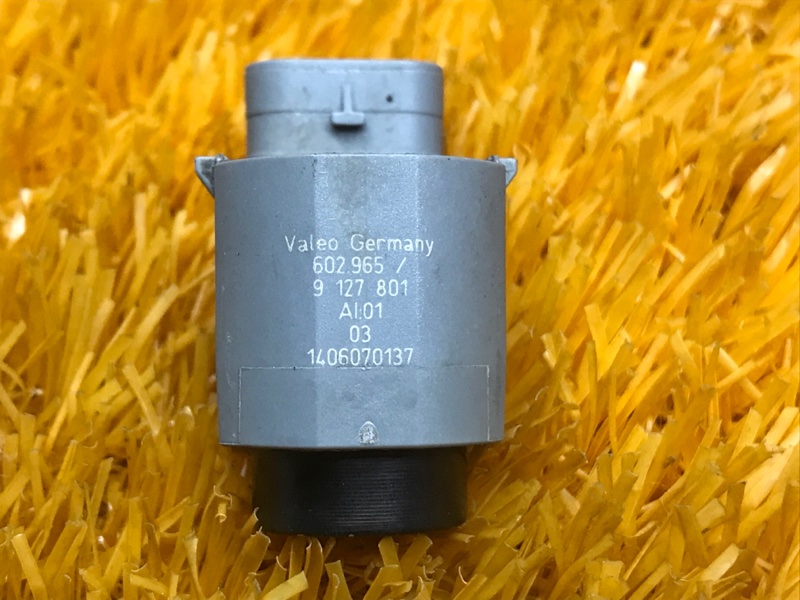 Valeo Germany
602.965 /
9 127 801
AI:01
03
1406070137